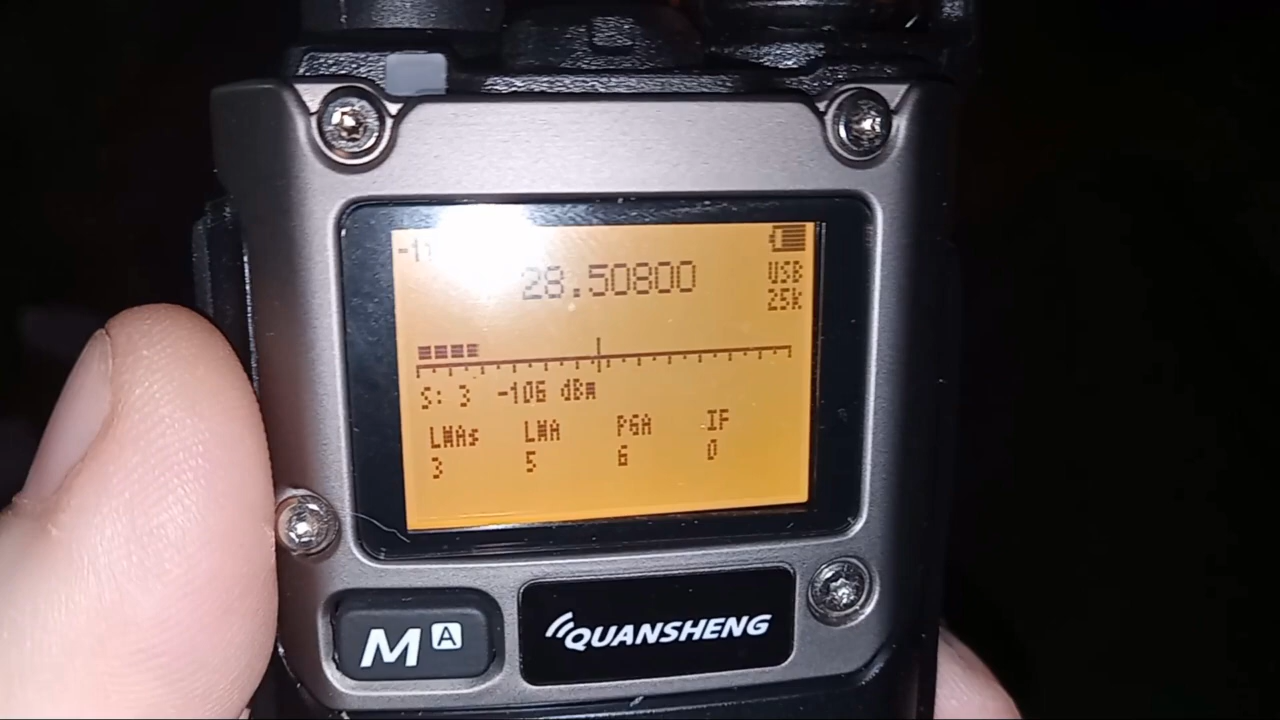 28.50800
USB
25K
S: 3 -106 dBm
LNAs LNA PGA IF
3 5 6 0
M A
QUANSHENG